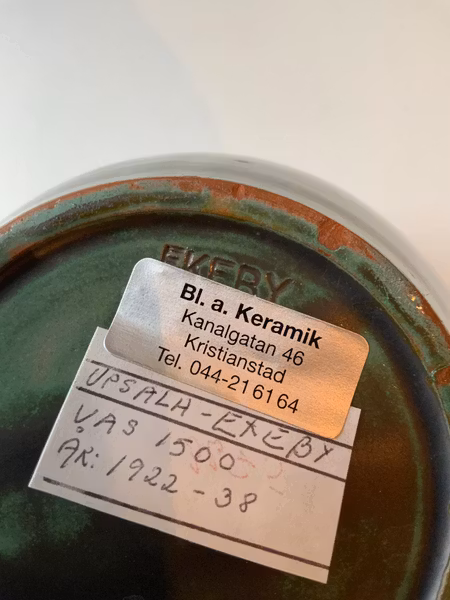 EKEBY
Bl. a. Keramik
Kanalgatan 46
Kristianstad
Tel. 044-216164
UPSALA-EKEBY
VAS 1500
ÅR: 1922-38